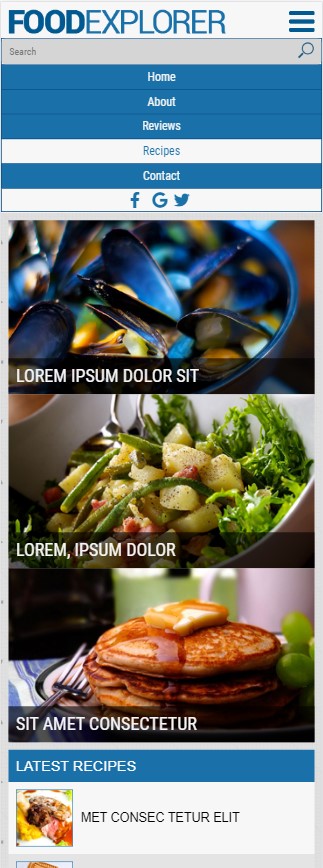 FOODEXPLORER
Search
Home
About
Reviews
Recipes
Contact
LOREM IPSUM DOLOR SIT
LOREM, IPSUM DOLOR
SIT AMET CONSECTETUR
LATEST RECIPES
MET CONSEC TETUR ELIT